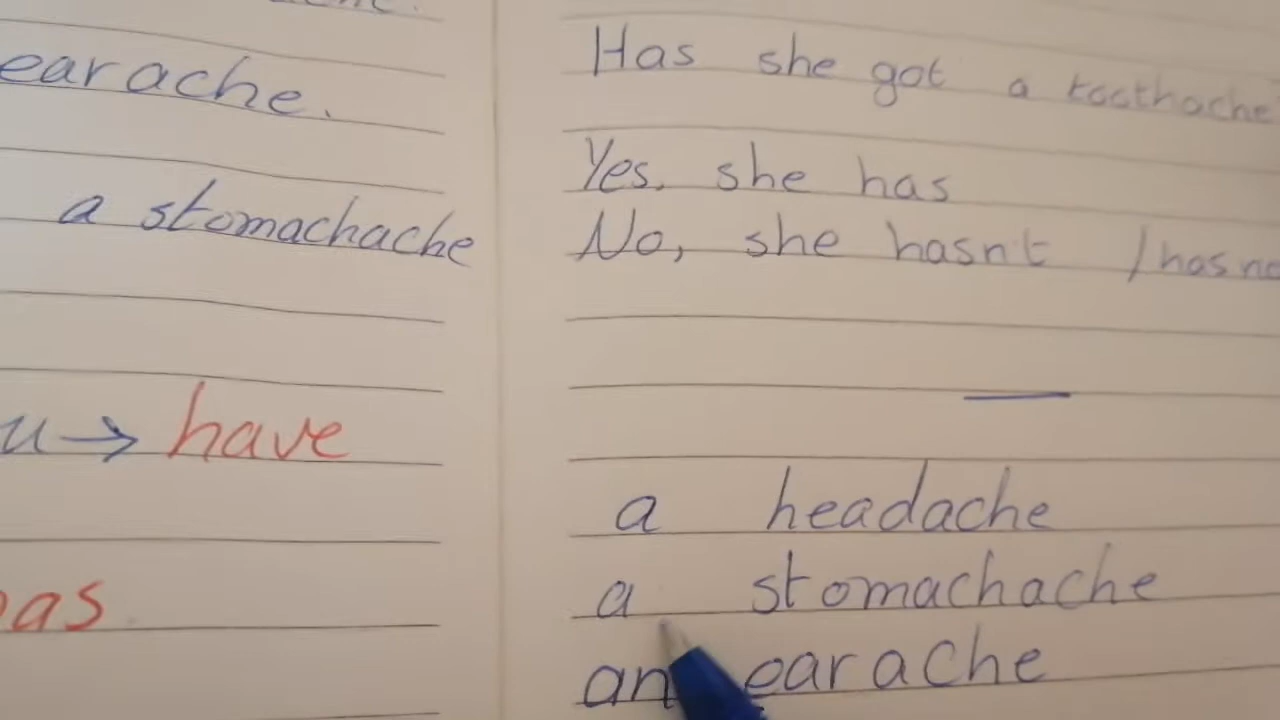 earache.
a stomachache
u → have
as
Has she got a toothache
Yes, she has
No, she hasn't / has no
a headache
a stomachache
an earache